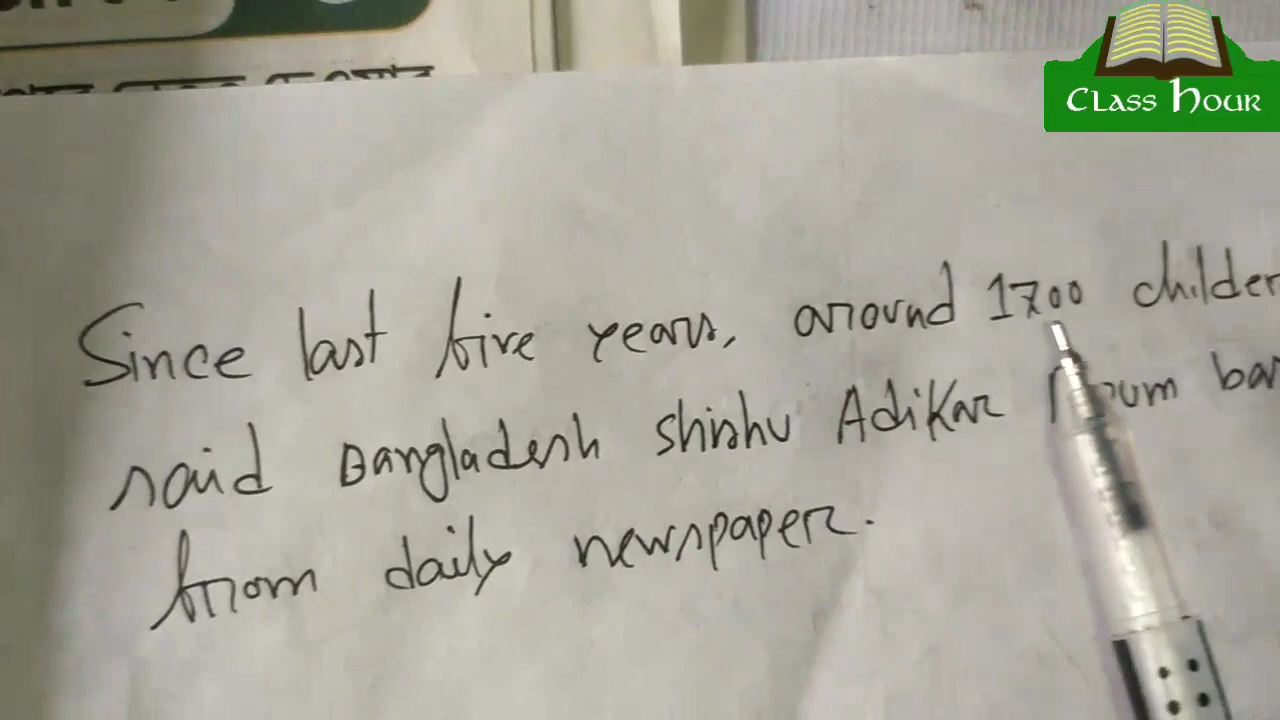 CLASS HOUR
Since last five years, around 1700 childer
said Bangladesh shishu Adikar
from daily newspaper.